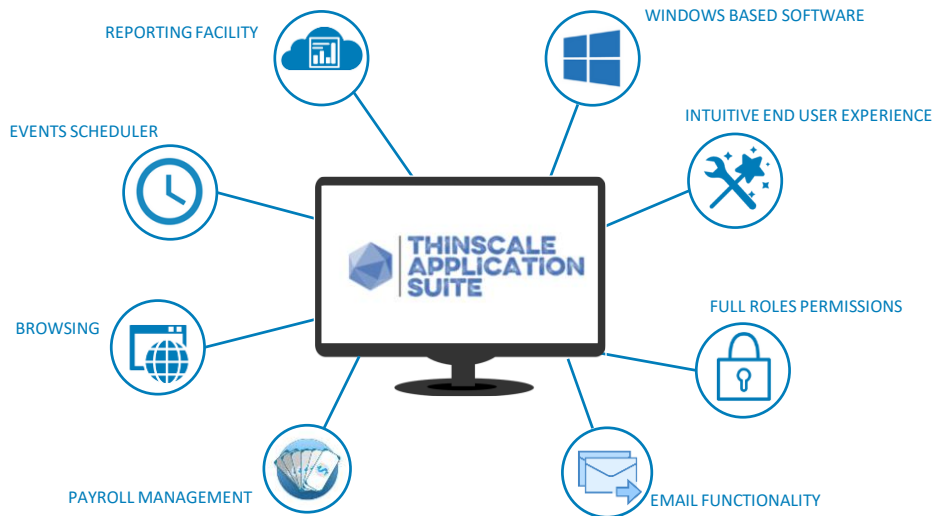 WINDOWS BASED SOFTWARE
REPORTING FACILITY
INTUITIVE END USER EXPERIENCE
EVENTS SCHEDULER
THINSCALE
APPLICATION
SUITE
FULL ROLES PERMISSIONS
BROWSING
PAYROLL MANAGEMENT
EMAIL FUNCTIONALITY